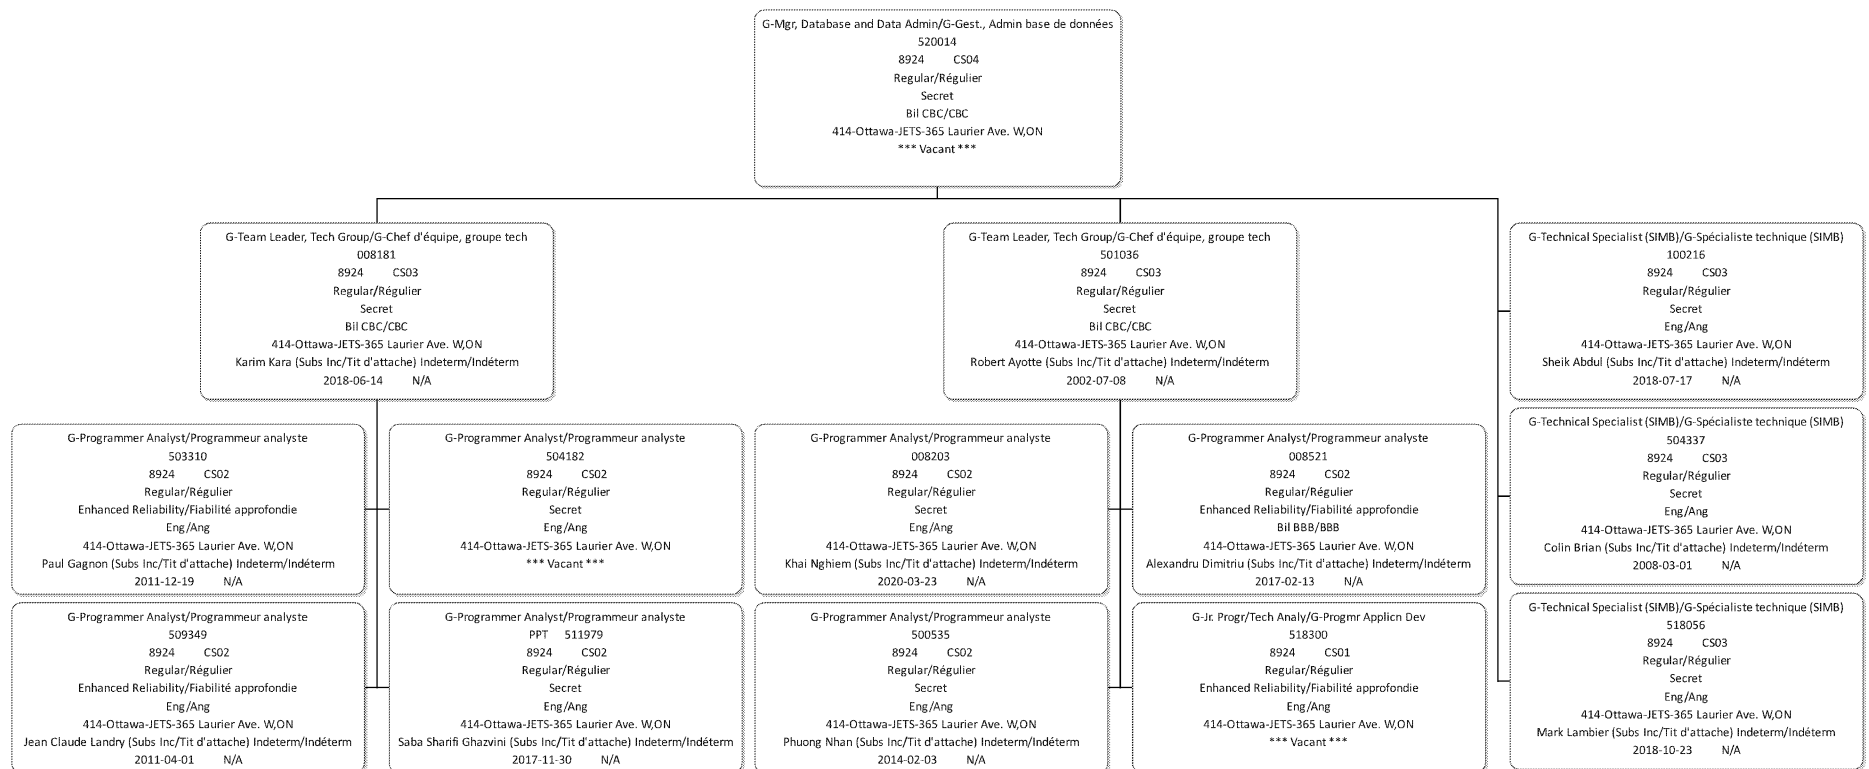 G-Mgr, Database and Data Admin/G-Gest., Admin base de données
520014
8924 CS04
Regular/Régulier
Secret
Bil CBC/CBC
414-Ottawa-JETS-365 Laurier Ave. W,ON
*** Vacant ***
G-Team Leader, Tech Group/G-Chef d'équipe, groupe tech
008181
8924 CS03
Regular/Régulier
Secret
Bil CBC/CBC
414-Ottawa-JETS-365 Laurier Ave. W,ON
Karim Kara (Subs Inc/Tit d'attache) Indeterm/Indéterm
2018-06-14 N/A
G-Team Leader, Tech Group/G-Chef d'équipe, groupe tech
501036
8924 CS03
Regular/Régulier
Secret
Bil CBC/CBC
414-Ottawa-JETS-365 Laurier Ave. W,ON
Robert Ayotte (Subs Inc/Tit d'attache) Indeterm/Indéterm
2002-07-08 N/A
G-Technical Specialist (SIMB)/G-Spécialiste technique (SIMB)
100216
8924 CS03
Regular/Régulier
Secret
Eng/Ang
414-Ottawa-JETS-365 Laurier Ave. W,ON
Sheik Abdul (Subs Inc/Tit d'attache) Indeterm/Indéterm
2018-07-17 N/A
G-Programmer Analyst/Programmeur analyste
503310
8924 CS02
Regular/Régulier
Enhanced Reliability/Fiabilité approfondie
Eng/Ang
414-Ottawa-JETS-365 Laurier Ave. W,ON
Paul Gagnon (Subs Inc/Tit d'attache) Indeterm/Indéterm
2011-12-19 N/A
G-Programmer Analyst/Programmeur analyste
504182
8924 CS02
Regular/Régulier
Secret
Eng/Ang
414-Ottawa-JETS-365 Laurier Ave. W,ON
*** Vacant ***
G-Programmer Analyst/Programmeur analyste
008203
8924 CS02
Regular/Régulier
Secret
Eng/Ang
414-Ottawa-JETS-365 Laurier Ave. W,ON
Khai Nghiem (Subs Inc/Tit d'attache) Indeterm/Indéterm
2020-03-23 N/A
G-Programmer Analyst/Programmeur analyste
008521
8924 CS02
Regular/Régulier
Enhanced Reliability/Fiabilité approfondie
Bil BBB/BBB
414-Ottawa-JETS-365 Laurier Ave. W,ON
Alexandru Dimitriu (Subs Inc/Tit d'attache) Indeterm/Indéterm
2017-02-13 N/A
G-Technical Specialist (SIMB)/G-Spécialiste technique (SIMB)
504337
8924 CS03
Regular/Régulier
Secret
Eng/Ang
414-Ottawa-JETS-365 Laurier Ave. W,ON
Colin Brian (Subs Inc/Tit d'attache) Indeterm/Indéterm
2008-03-01 N/A
G-Programmer Analyst/Programmeur analyste
509349
8924 CS02
Regular/Régulier
Enhanced Reliability/Fiabilité approfondie
Eng/Ang
414-Ottawa-JETS-365 Laurier Ave. W,ON
Jean Claude Landry (Subs Inc/Tit d'attache) Indeterm/Indéterm
2011-04-01 N/A
G-Programmer Analyst/Programmeur analyste
PPT 511979
8924 CS02
Regular/Régulier
Secret
Eng/Ang
414-Ottawa-JETS-365 Laurier Ave. W,ON
Saba Sharifi Ghazvini (Subs Inc/Tit d'attache) Indeterm/Indéterm
2017-11-30 N/A
G-Programmer Analyst/Programmeur analyste
500535
8924 CS02
Regular/Régulier
Secret
Eng/Ang
414-Ottawa-JETS-365 Laurier Ave. W,ON
Phuong Nhan (Subs Inc/Tit d'attache) Indeterm/Indéterm
2014-02-03 N/A
G-Jr. Progr/Tech Analy/G-Progmr Applicn Dev
518300
8924 CS01
Regular/Régulier
Enhanced Reliability/Fiabilité approfondie
Eng/Ang
414-Ottawa-JETS-365 Laurier Ave. W,ON
*** Vacant ***
G-Technical Specialist (SIMB)/G-Spécialiste technique (SIMB)
518056
8924 CS03
Regular/Régulier
Secret
Eng/Ang
414-Ottawa-JETS-365 Laurier Ave. W,ON
Mark Lambier (Subs Inc/Tit d'attache) Indeterm/Indéterm
2018-10-23 N/A